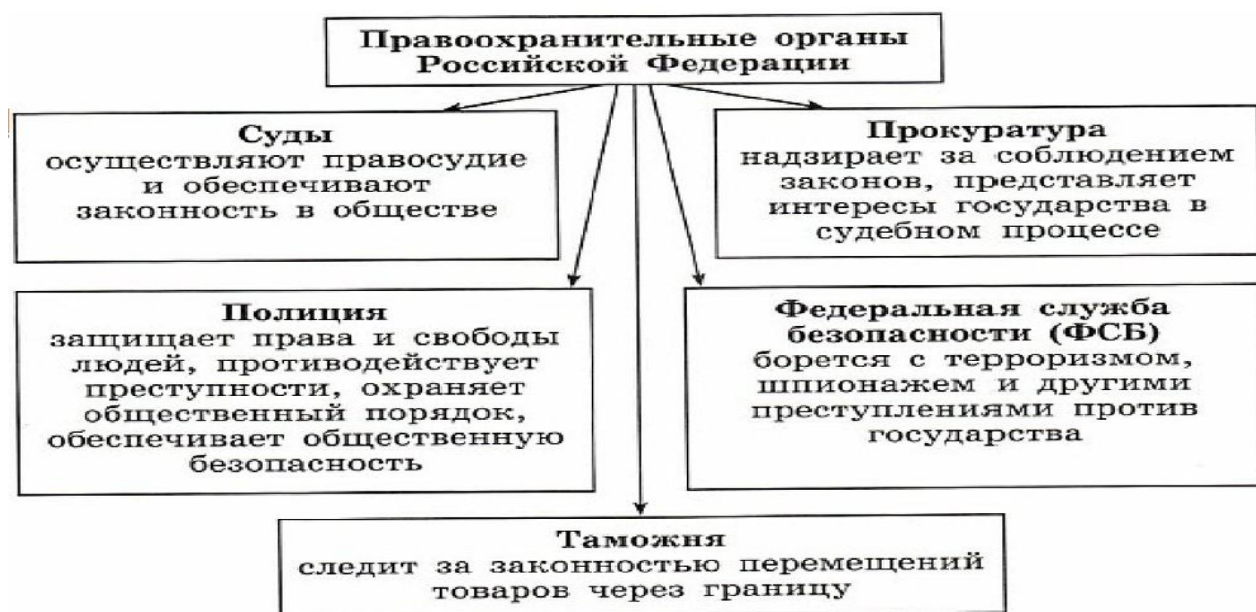 Правоохранительные органы
Российской Федерации
Суды
осуществляют правосудие
и обеспечивают
законность в обществе
Прокуратура
надзирает за соблюдением
законов, представляет
интересы государства в
судебном процессе
Полиция
защищает права и свободы
людей, противодействует
преступности, охраняет
общественный порядок,
обеспечивает общественную
безопасность
Федеральная служба
безопасности (ФСБ)
борется с терроризмом,
шпионажем и другими
преступлениями против
государства
Таможня
следит за законностью перемещений
товаров через границу